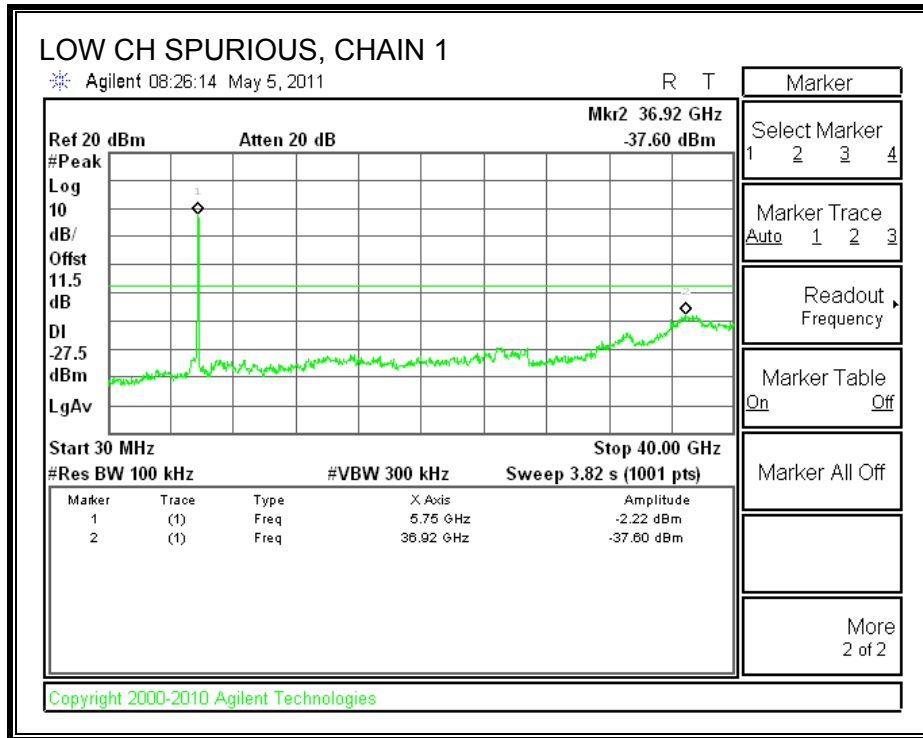 LOW CH SPURIOUS, CHAIN 1
Agilent 08:26:14 May 5, 2011 R T
Mkr2 36.92 GHz
Ref 20 dBm Atten 20 dB -37.60 dBm
#Peak
Log
10
dB/
Offst
11.5
dB
DI
-27.5
dBm
LgAv
1
2
Start 30 MHz Stop 40.00 GHz
#Res BW 100 kHz #VBW 300 kHz Sweep 3.82 s (1001 pts)
Marker Trace Type X Axis Amplitude
1 (1) Freq 5.75 GHz -2.22 dBm
2 (1) Freq 36.92 GHz -37.60 dBm
Marker
Select Marker
1 2 3 4
Marker Trace
Auto 1 2 3
Readout
Frequency
Marker Table
On Off
Marker All Off
More
2 of 2
Copyright 2000-2010 Agilent Technologies